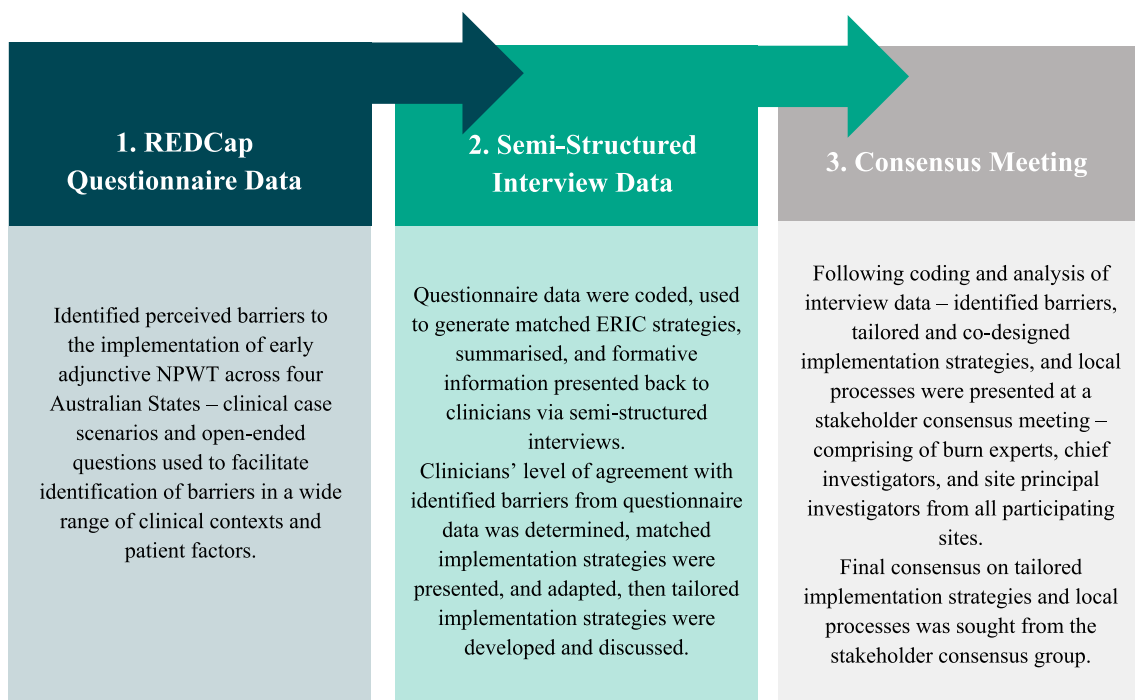 1. REDCap
Questionnaire Data
Identified perceived barriers to
the implementation of early
adjunctive NPWT across four
Australian States – clinical case
scenarios and open-ended
questions used to facilitate
identification of barriers in a wide
range of clinical contexts and
patient factors.
2. Semi-Structured
Interview Data
Questionnaire data were coded, used
to generate matched ERIC strategies,
summarised, and formative
information presented back to
clinicians via semi-structured
interviews.
Clinicians’ level of agreement with
identified barriers from questionnaire
data was determined, matched
implementation strategies were
presented, and adapted, then tailored
implementation strategies were
developed and discussed.
3. Consensus Meeting
Following coding and analysis of
interview data – identified barriers,
tailored and co-designed
implementation strategies, and local
processes were presented at a
stakeholder consensus meeting –
comprising of burn experts, chief
investigators, and site principal
investigators from all participating
sites.
Final consensus on tailored
implementation strategies and local
processes was sought from the
stakeholder consensus group.